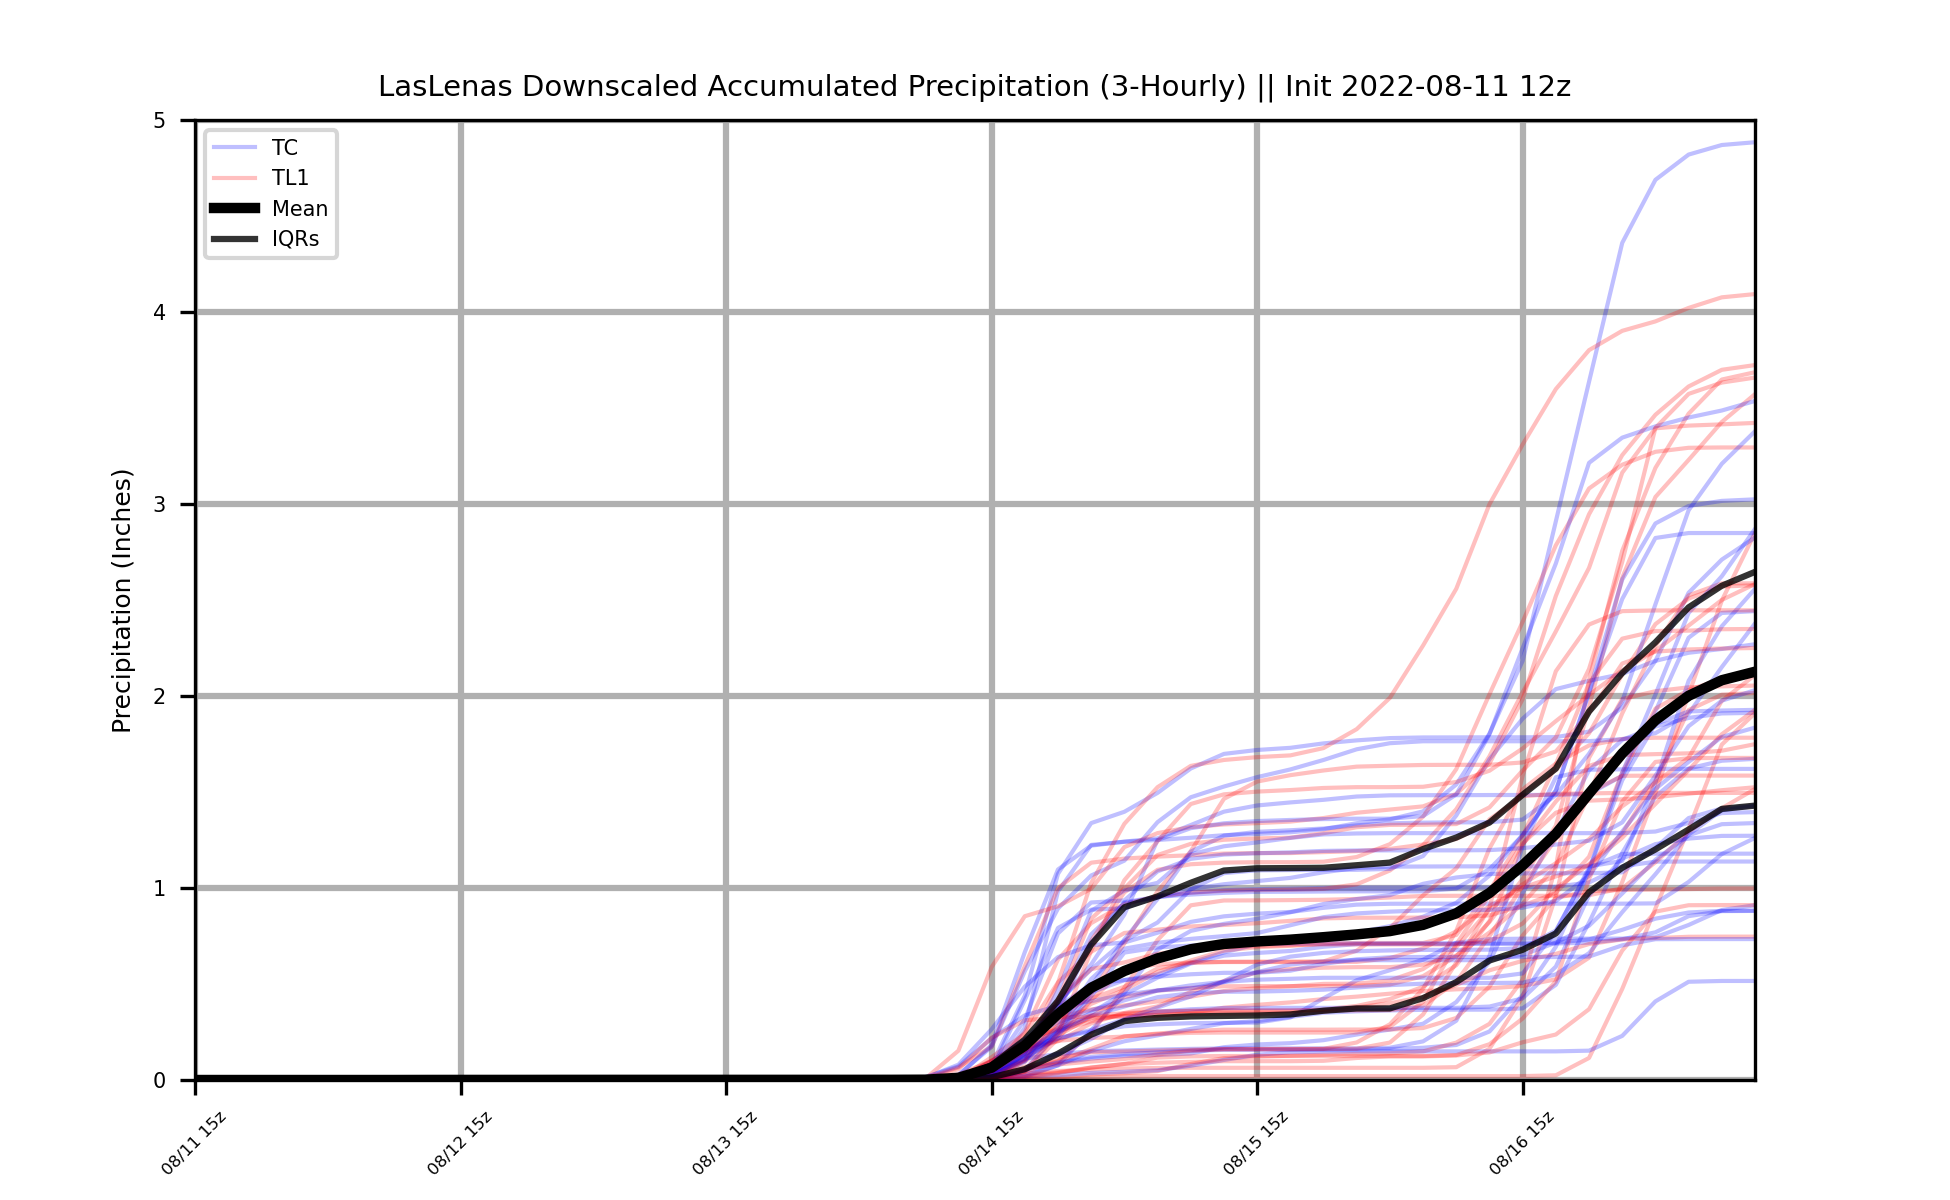 LasLenas Downscaled Accumulated Precipitation (3-Hourly) || Init 2022-08-11 12z
TC
TL1
Mean
IQRs
Precipitation (Inches)
5
4
3
2
1
0
08/11 15z
08/12 15z
08/13 15z
08/14 15z
08/15 15z
08/16 15z